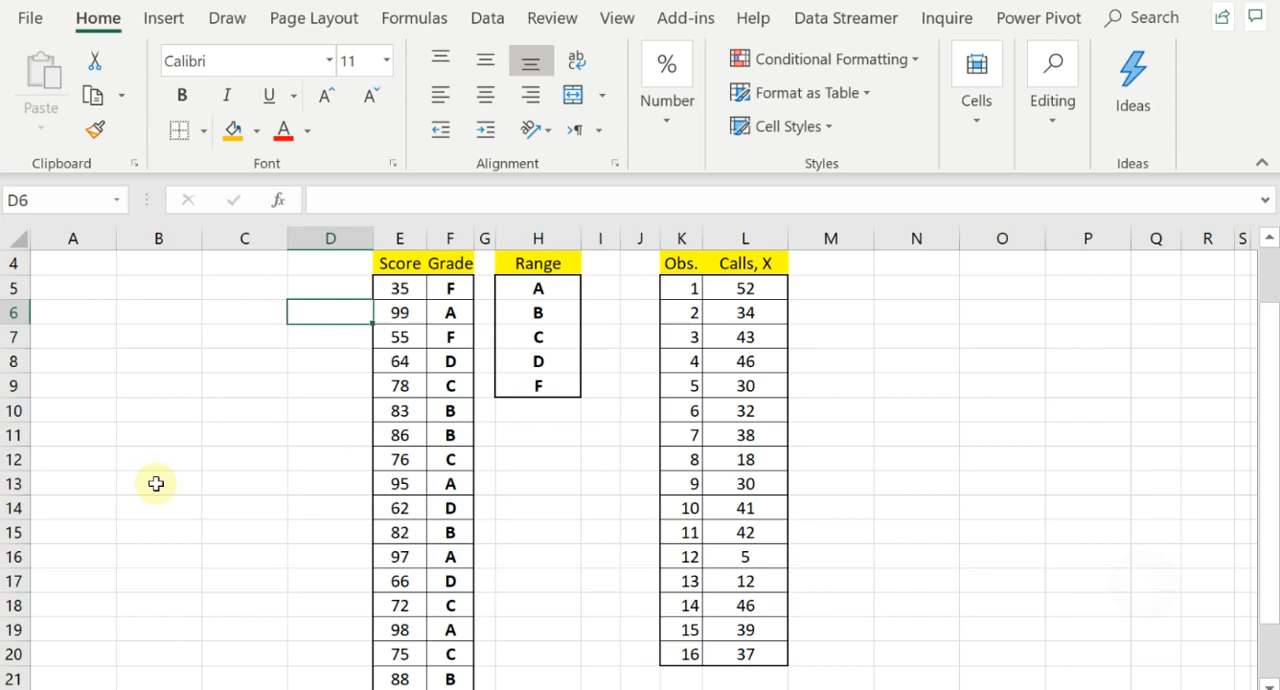 File Home Insert Draw Page Layout Formulas Data Review View Add-ins Help Data Streamer Inquire Power Pivot Search
Paste
Calibri 11
B I U A A
ab
% Number
Conditional Formatting
Format as Table
Cell Styles
Cells
Editing
Ideas
Clipboard Font Alignment Styles Ideas
D6 fx
A B C D E F G H I J K L M N O P Q R S
4 Score Grade Range Obs. Calls, X
5 35 F A 1 52
6 99 A B 2 34
7 55 F C 3 43
8 64 D D 4 46
9 78 C F 5 30
10 83 B 6 32
11 86 B 7 38
12 76 C 8 18
13 95 A 9 30
14 62 D 10 41
15 82 B 11 42
16 97 A 12 5
17 66 D 13 12
18 72 C 14 46
19 98 A 15 39
20 75 C 16 37
21 88 B